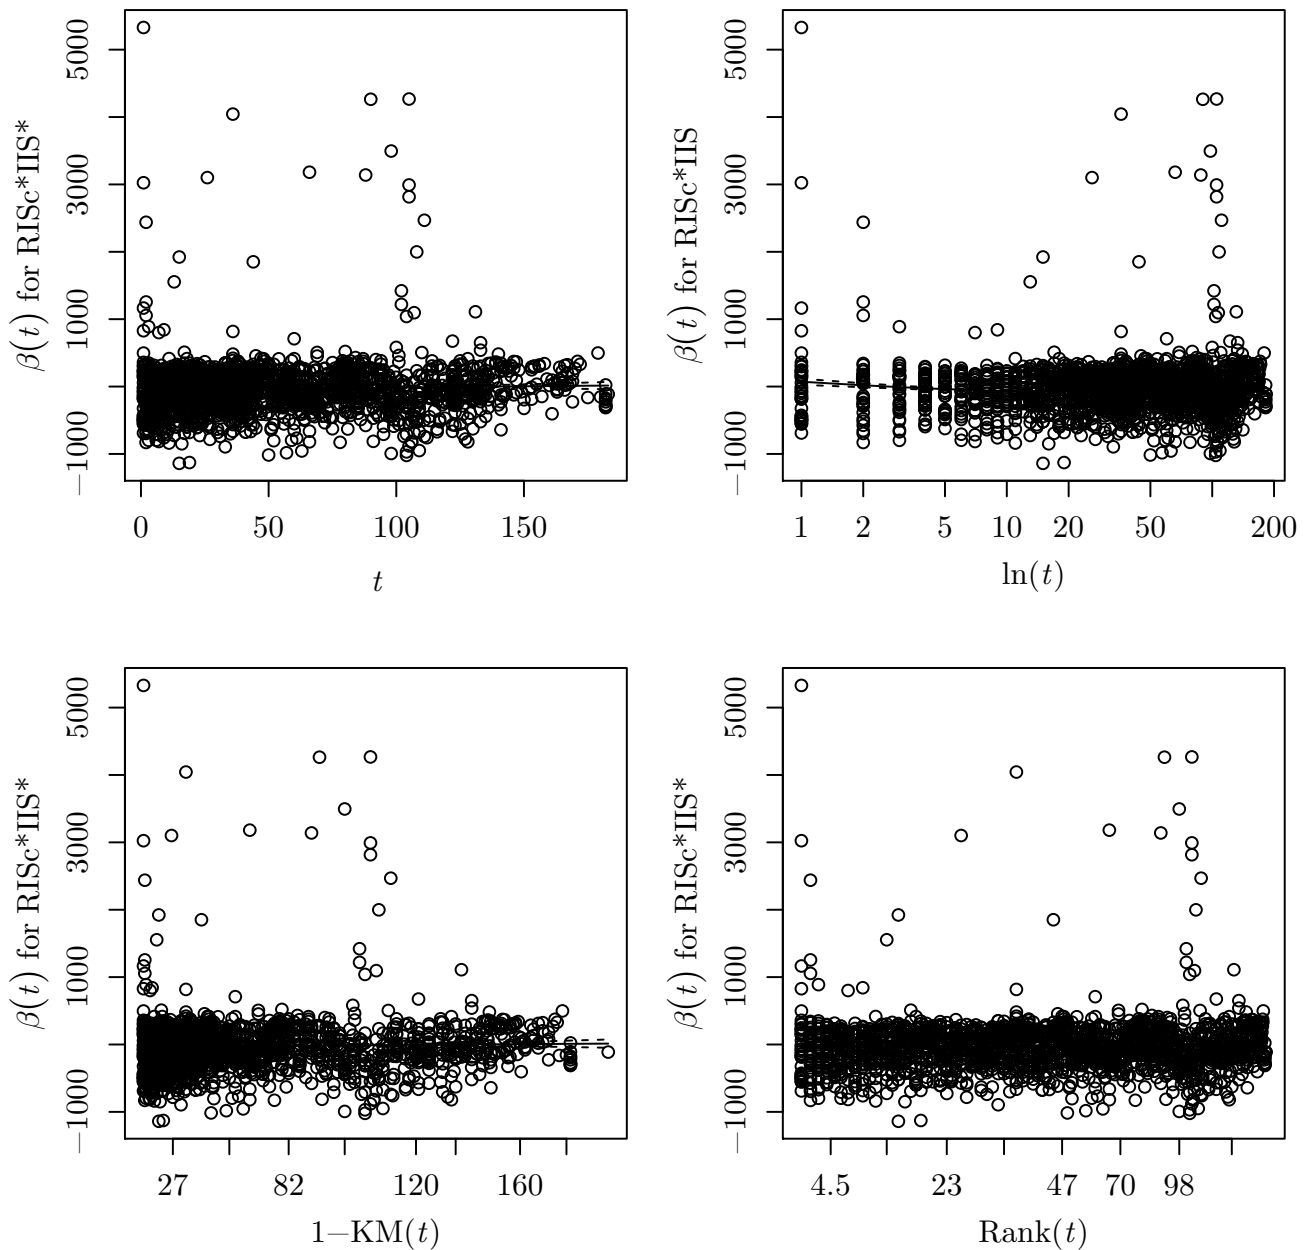 5000
3000
1000
−1000
β(t) for RISc*IIS*
0 50 100 150
t
5000
3000
1000
−1000
β(t) for RISc*IIS
1 2 5 10 20 50 200
ln(t)
5000
3000
1000
−1000
β(t) for RISc*IIS*
27 82 120 160
1−KM(t)
5000
3000
1000
−1000
β(t) for RISc*IIS*
4.5 23 47 70 98
Rank(t)